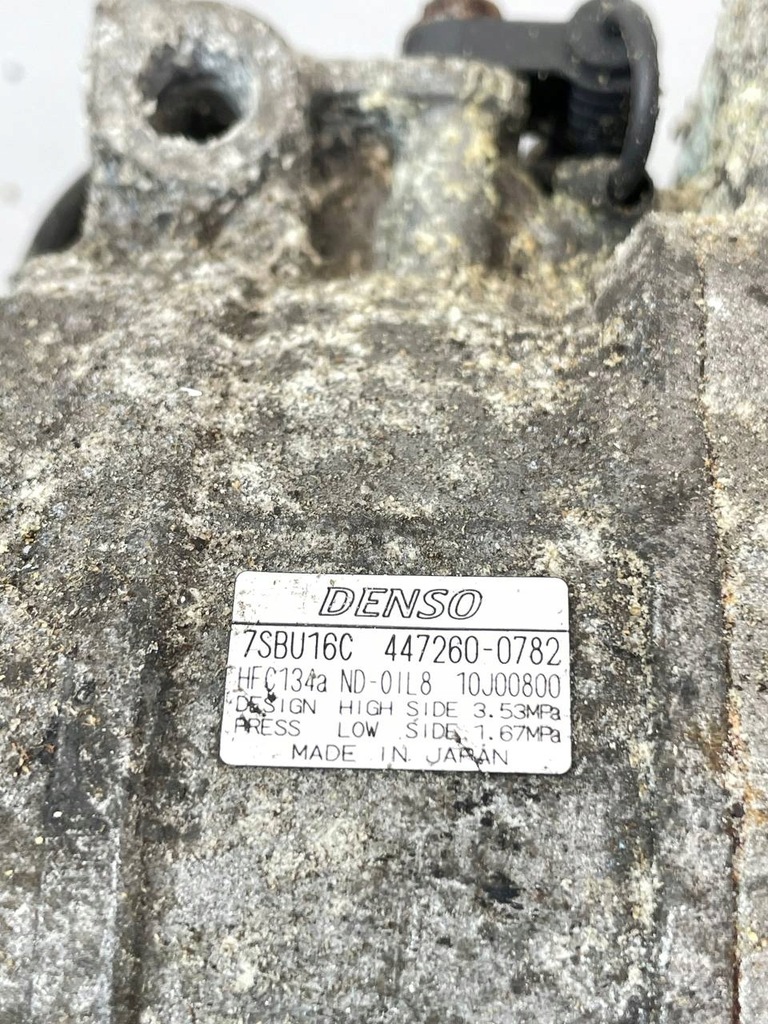 DENSO
7SBU16C 447260-0782
HFC134a ND-OIL8 10J00800
DESIGN HIGH SIDE 3.53MPa
PRESS LOW SIDE 1.67MPa
MADE IN JAPAN